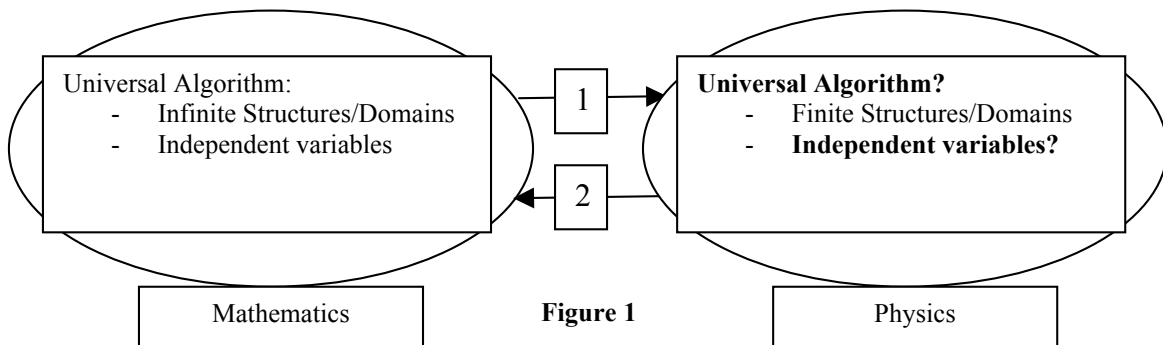 Universal Algorithm:
- Infinite Structures/Domains
- Independent variables
1
2
Universal Algorithm?
- Finite Structures/Domains
- Independent variables?
Mathematics
Figure 1
Physics